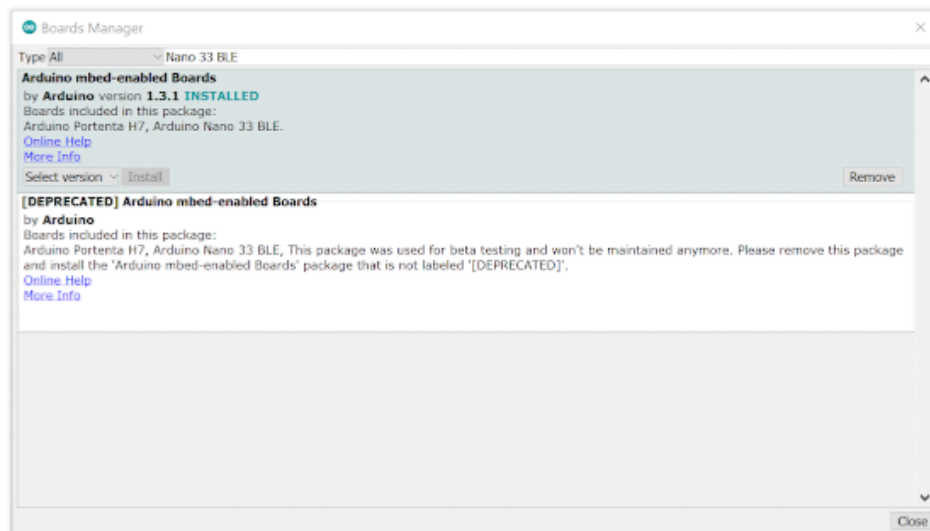 Boards Manager
Type All Nano 33 BLE
Arduino mbed-enabled Boards
by Arduino version 1.3.1 INSTALLED
Boards included in this package:
Arduino Portenta H7, Arduino Nano 33 BLE.
Online Help
More Info
Select version Install Remove
[DEPRECATED] Arduino mbed-enabled Boards
by Arduino
Boards included in this package:
Arduino Portenta H7, Arduino Nano 33 BLE, This package was used for beta testing and won't be maintained anymore. Please remove this package
and install the 'Arduino mbed-enabled Boards' package that is not labeled '[DEPRECATED]'.
Online Help
More Info
Close